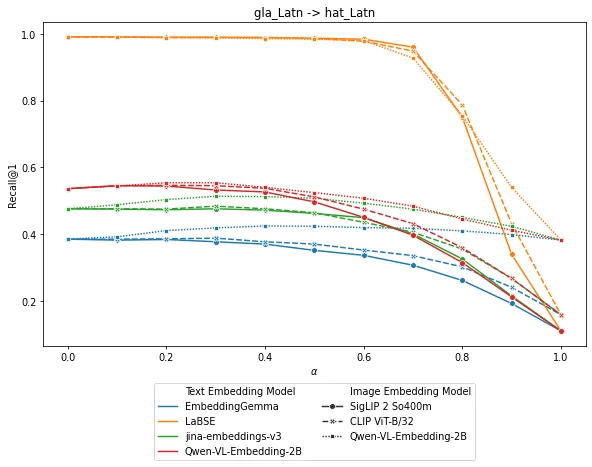 gla_Latn -> hat_Latn
1.0
0.8
0.6
0.4
0.2
Recall@1
0.0 0.2 0.4 0.6 0.8 1.0
α
Text Embedding Model Image Embedding Model
EmbeddingGemma SigLIP 2 So400m
LaBSE CLIP ViT-B/32
jina-embeddings-v3 Qwen-VL-Embedding-2B
Qwen-VL-Embedding-2B